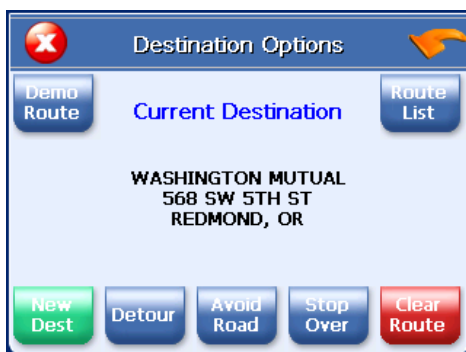 Destination Options
Demo
Route
Current Destination
Route
List
WASHINGTON MUTUAL
568 SW 5TH ST
REDMOND, OR
New
Dest
Detour
Avoid
Road
Stop
Over
Clear
Route